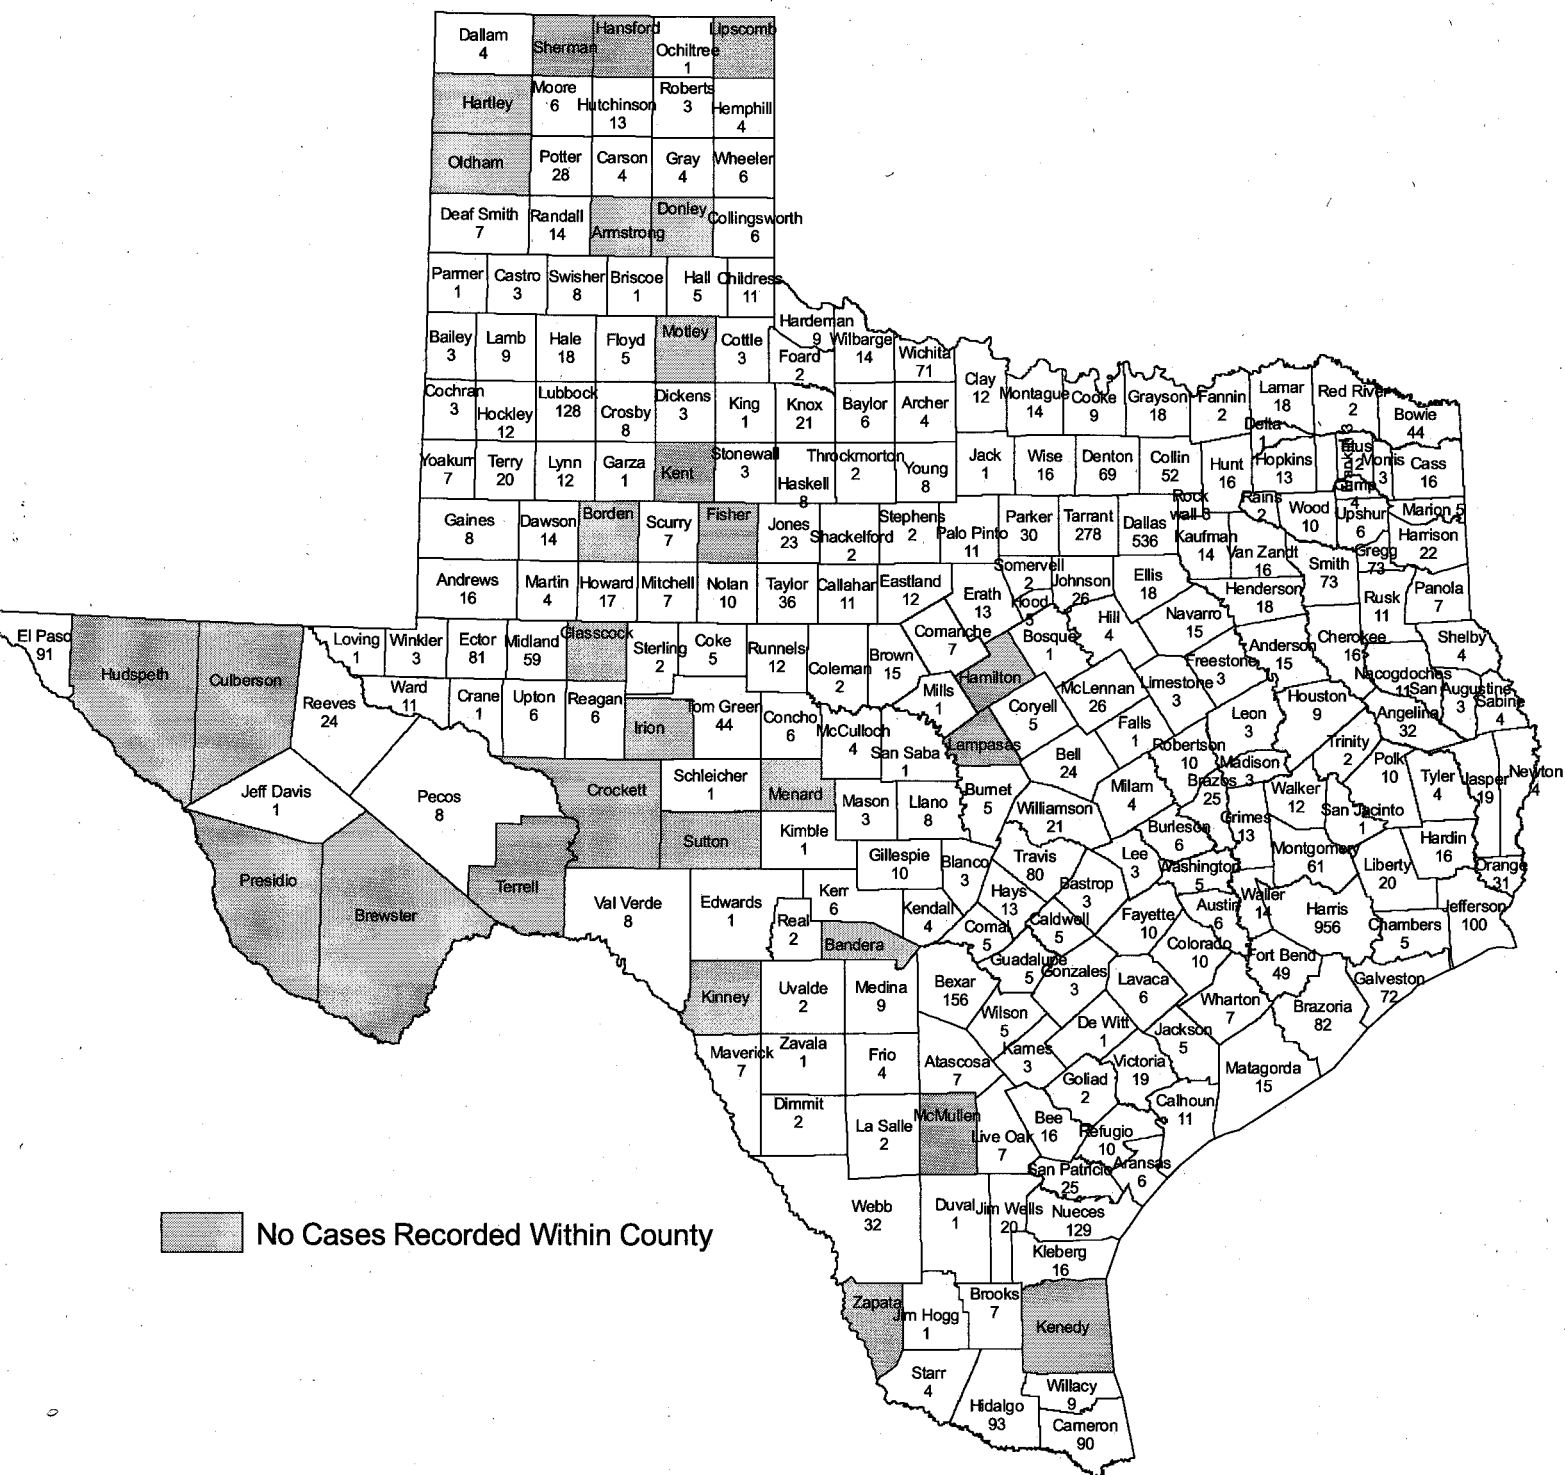 Dallam
4
Sherman
Hansford
Ochiltree
1
Lipscomb
Hartley
Moore
6
Hutchinson
13
Roberts
3
Hemphill
4
Oldham
Potter
28
Carson
4
Gray
4
Wheeler
6
Deaf Smith
7
Randall
14
Armstrong
Donley
Collingsworth
6
Parmer
1
Castro
3
Swisher
8
Briscoe
1
Hall
5
Childress
11
Bailey
3
Lamb
9
Hale
18
Floyd
5
Motley
Cottle
3
Hardeman
9
Foard
2
Wilbarge
14
Wichita
71
Cochran
3
Hockley
12
Lubbock
128
Crosby
8
Dickens
3
King
1
Knox
21
Baylor
6
Archer
4
Clay
12
Montague
14
Cooke
9
Grayson
18
Fannin
2
Lamar
18
Red River
2
Bowie
44
Delta
1
Yoakum
7
Terry
20
Lynn
12
Garza
1
Kent
Stonewall
3
Haskell
8
Throckmorton
2
Young
8
Jack
1
Wise
16
Denton
69
Collin
52
Hunt
16
Hopkins
13
Titus
2
Morris
3
Cass
16
Camp
4
Gaines
8
Dawson
14
Borden
Scurry
7
Fisher
Jones
23
Shackelford
2
Stephens
2
Palo Pinto
11
Parker
30
Tarrant
278
Dallas
536
Rock
wall 3
Kaufman
14
Rains
2
Wood
10
Upshur
6
Marion 5
Harrison
22
Van Zandt
16
Smith
73
Gregg
73
Andrews
16
Martin
4
Howard
17
Mitchell
7
Nolan
10
Taylor
36
Callahan
11
Eastland
12
Erath
13
Somervell
2
Hood
5
Johnson
26
Ellis
18
Henderson
18
Rusk
11
Panola
7
El Paso
91
Hudspeth
Culberson
Loving
1
Winkler
3
Ector
81
Midland
59
Glasscock
Sterling
2
Coke
5
Runnels
12
Coleman
2
Brown
15
Comanche
7
Hamilton
Bosque
1
Hill
4
Navarro
15
Anderson
15
Cherokee
16
Shelby
4
Reeves
24
Ward
11
Crane
1
Upton
6
Reagan
6
Irion
Tom Green
44
Concho
6
McCulloch
4
San Saba
1
Mills
1
Lampasas
Coryell
5
McLennan
26
Limestone
3
Freestone
3
Falls
1
Leon
3
Houston
9
Nacogdoches
11
San Augustine
3
Sabine
4
Angelina
32
Trinity
2
Jeff Davis
1
Pecos
8
Crockett
Schleicher
1
Menard
Mason
3
Llano
8
Burnet
5
Bell
24
Milam
4
Robertson
10
Brazos
25
Madison
3
Walker
12
San Jacinto
1
Polk
10
Tyler
4
Jasper
19
Newton
4
Presidio
Brewster
Terrell
Sutton
Kimble
1
Gillespie
10
Blanco
3
Williamson
21
Travis
80
Lee
3
Burleson
6
Grimes
13
Montgomery
61
Liberty
20
Hardin
16
Orange
31
Val Verde
8
Edwards
1
Real
2
Kerr
6
Kendall
4
Hays
13
Bastrop
3
Washington
5
Austin
6
Waller
14
Harris
956
Chambers
5
Jefferson
100
Bandera
Comal
5
Caldwell
5
Fayette
10
Colorado
10
Fort Bend
49
Kinney
Uvalde
2
Medina
9
Bexar
156
Guadalupe
5
Gonzales
3
Lavaca
6
Wharton
7
Brazoria
82
Galveston
72
Maverick
7
Zavala
1
Frio
4
Atascosa
7
Wilson
5
Karnes
3
De Witt
1
Jackson
5
Matagorda
15
Victoria
19
Goliad
2
Calhoun
11
Dimmit
2
La Salle
2
McMullen
Live Oak
7
Bee
16
Refugio
10
Aransas
6
San Patricio
25
Webb
32
Duval
1
Jim Wells
20
Nueces
129
Kleberg
16
No Cases Recorded Within County
Zapata
Jim Hogg
1
Brooks
7
Kenedy
Starr
4
Hidalgo
93
Willacy
9
Cameron
90